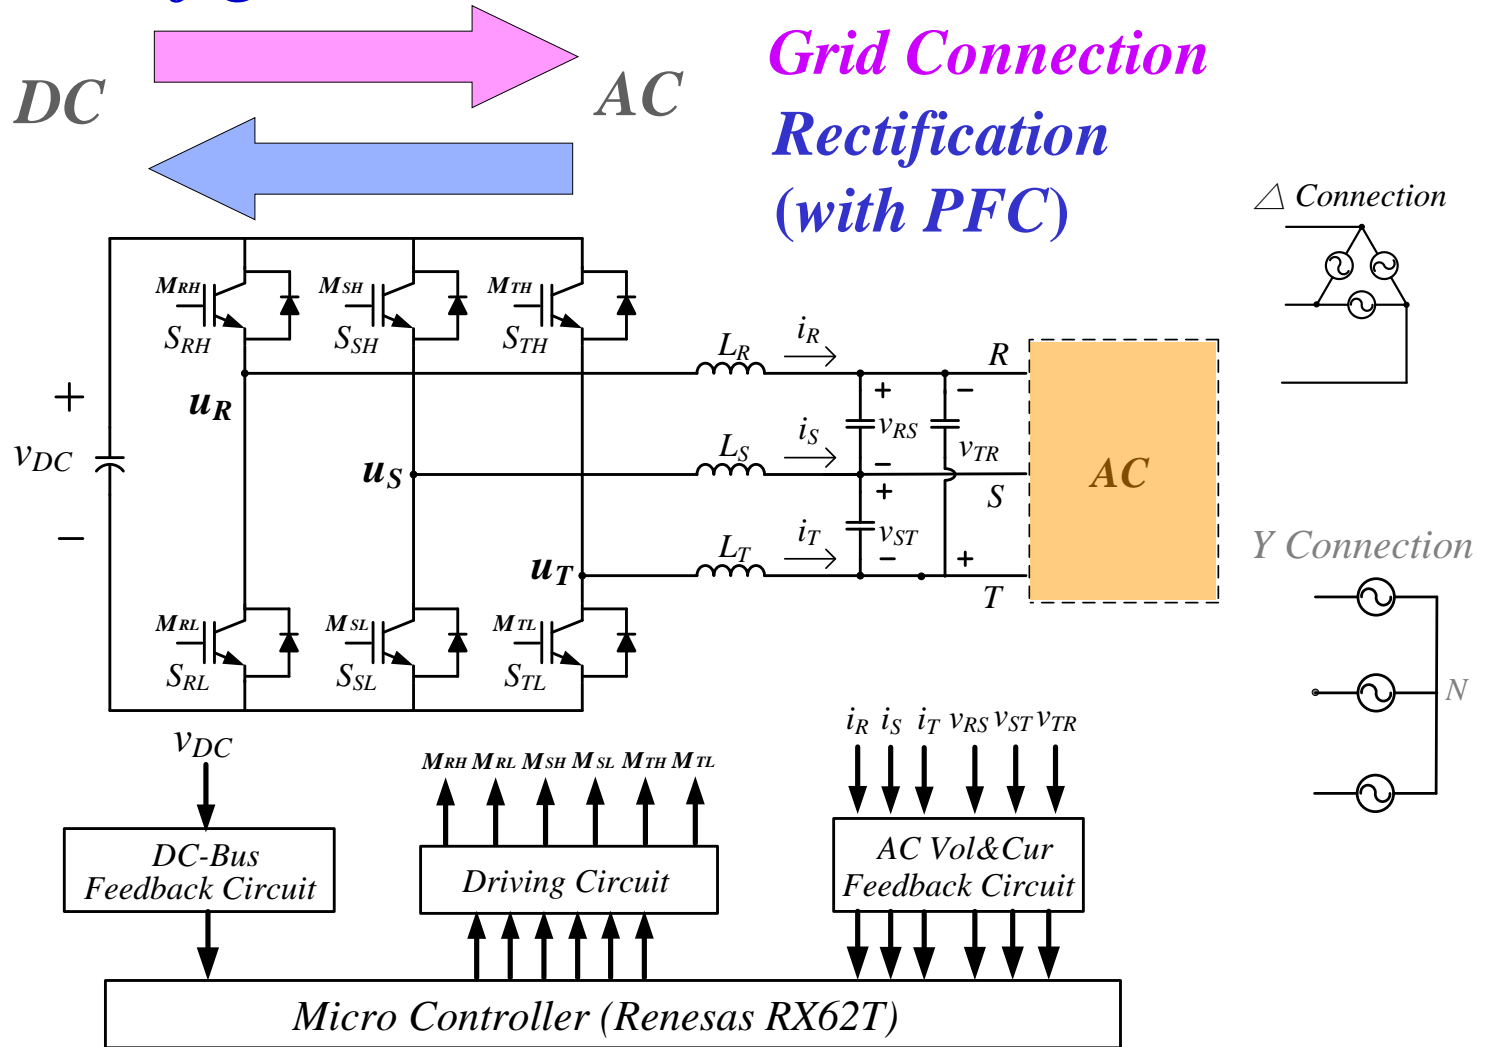 DC
AC
Grid Connection
Rectification
(with PFC)
△ Connection
MRH
MSH
MTH
SRH
SSH
STH
LR
iR
R
+
uR
+
−
vDC
vRS
LS
iS
vTR
uS
−
+
S
AC
−
LT
iT
vST
uT
−
+
T
Y Connection
N
MRL
MSL
MTL
SRL
SSL
STL
vDC
MRH MRL MSH MSL MTH MTL
iR iS iT vRS vST vTR
DC-Bus
Feedback Circuit
Driving Circuit
AC Vol&Cur
Feedback Circuit
Micro Controller (Renesas RX62T)